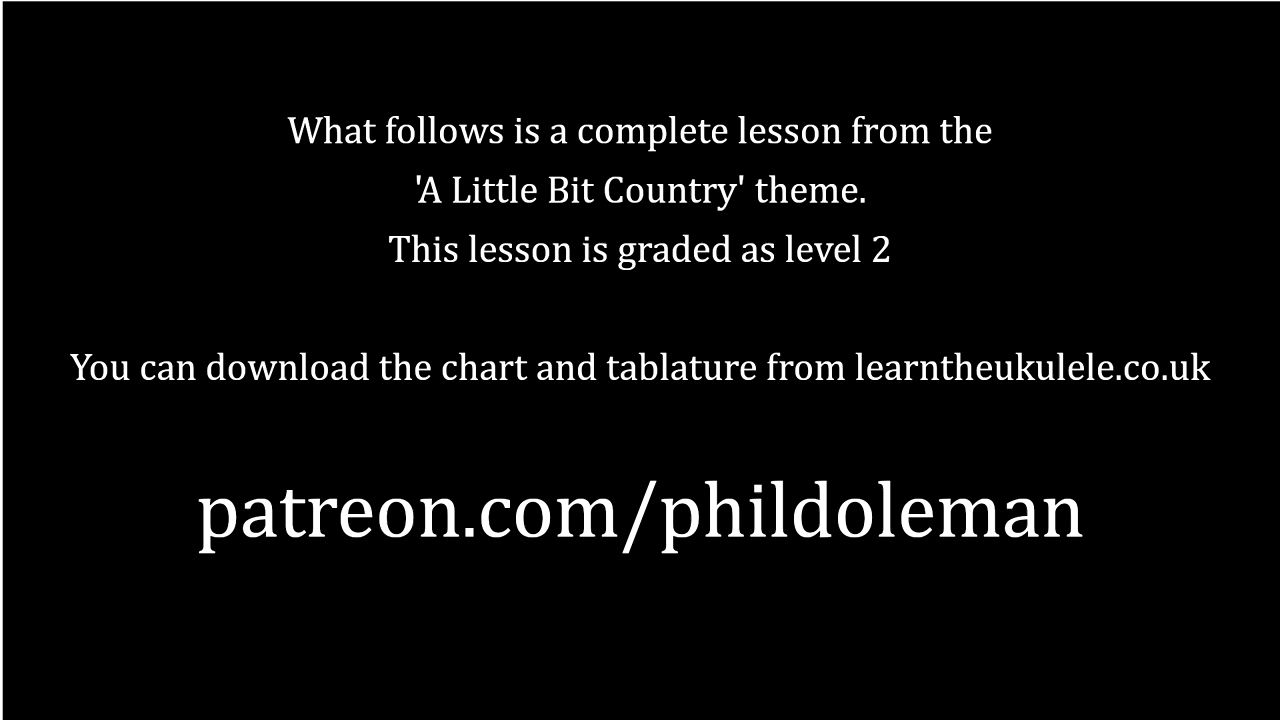 What follows is a complete lesson from the
'A Little Bit Country' theme.
This lesson is graded as level 2
You can download the chart and tablature from learntheukulele.co.uk
patreon.com/phildoleman